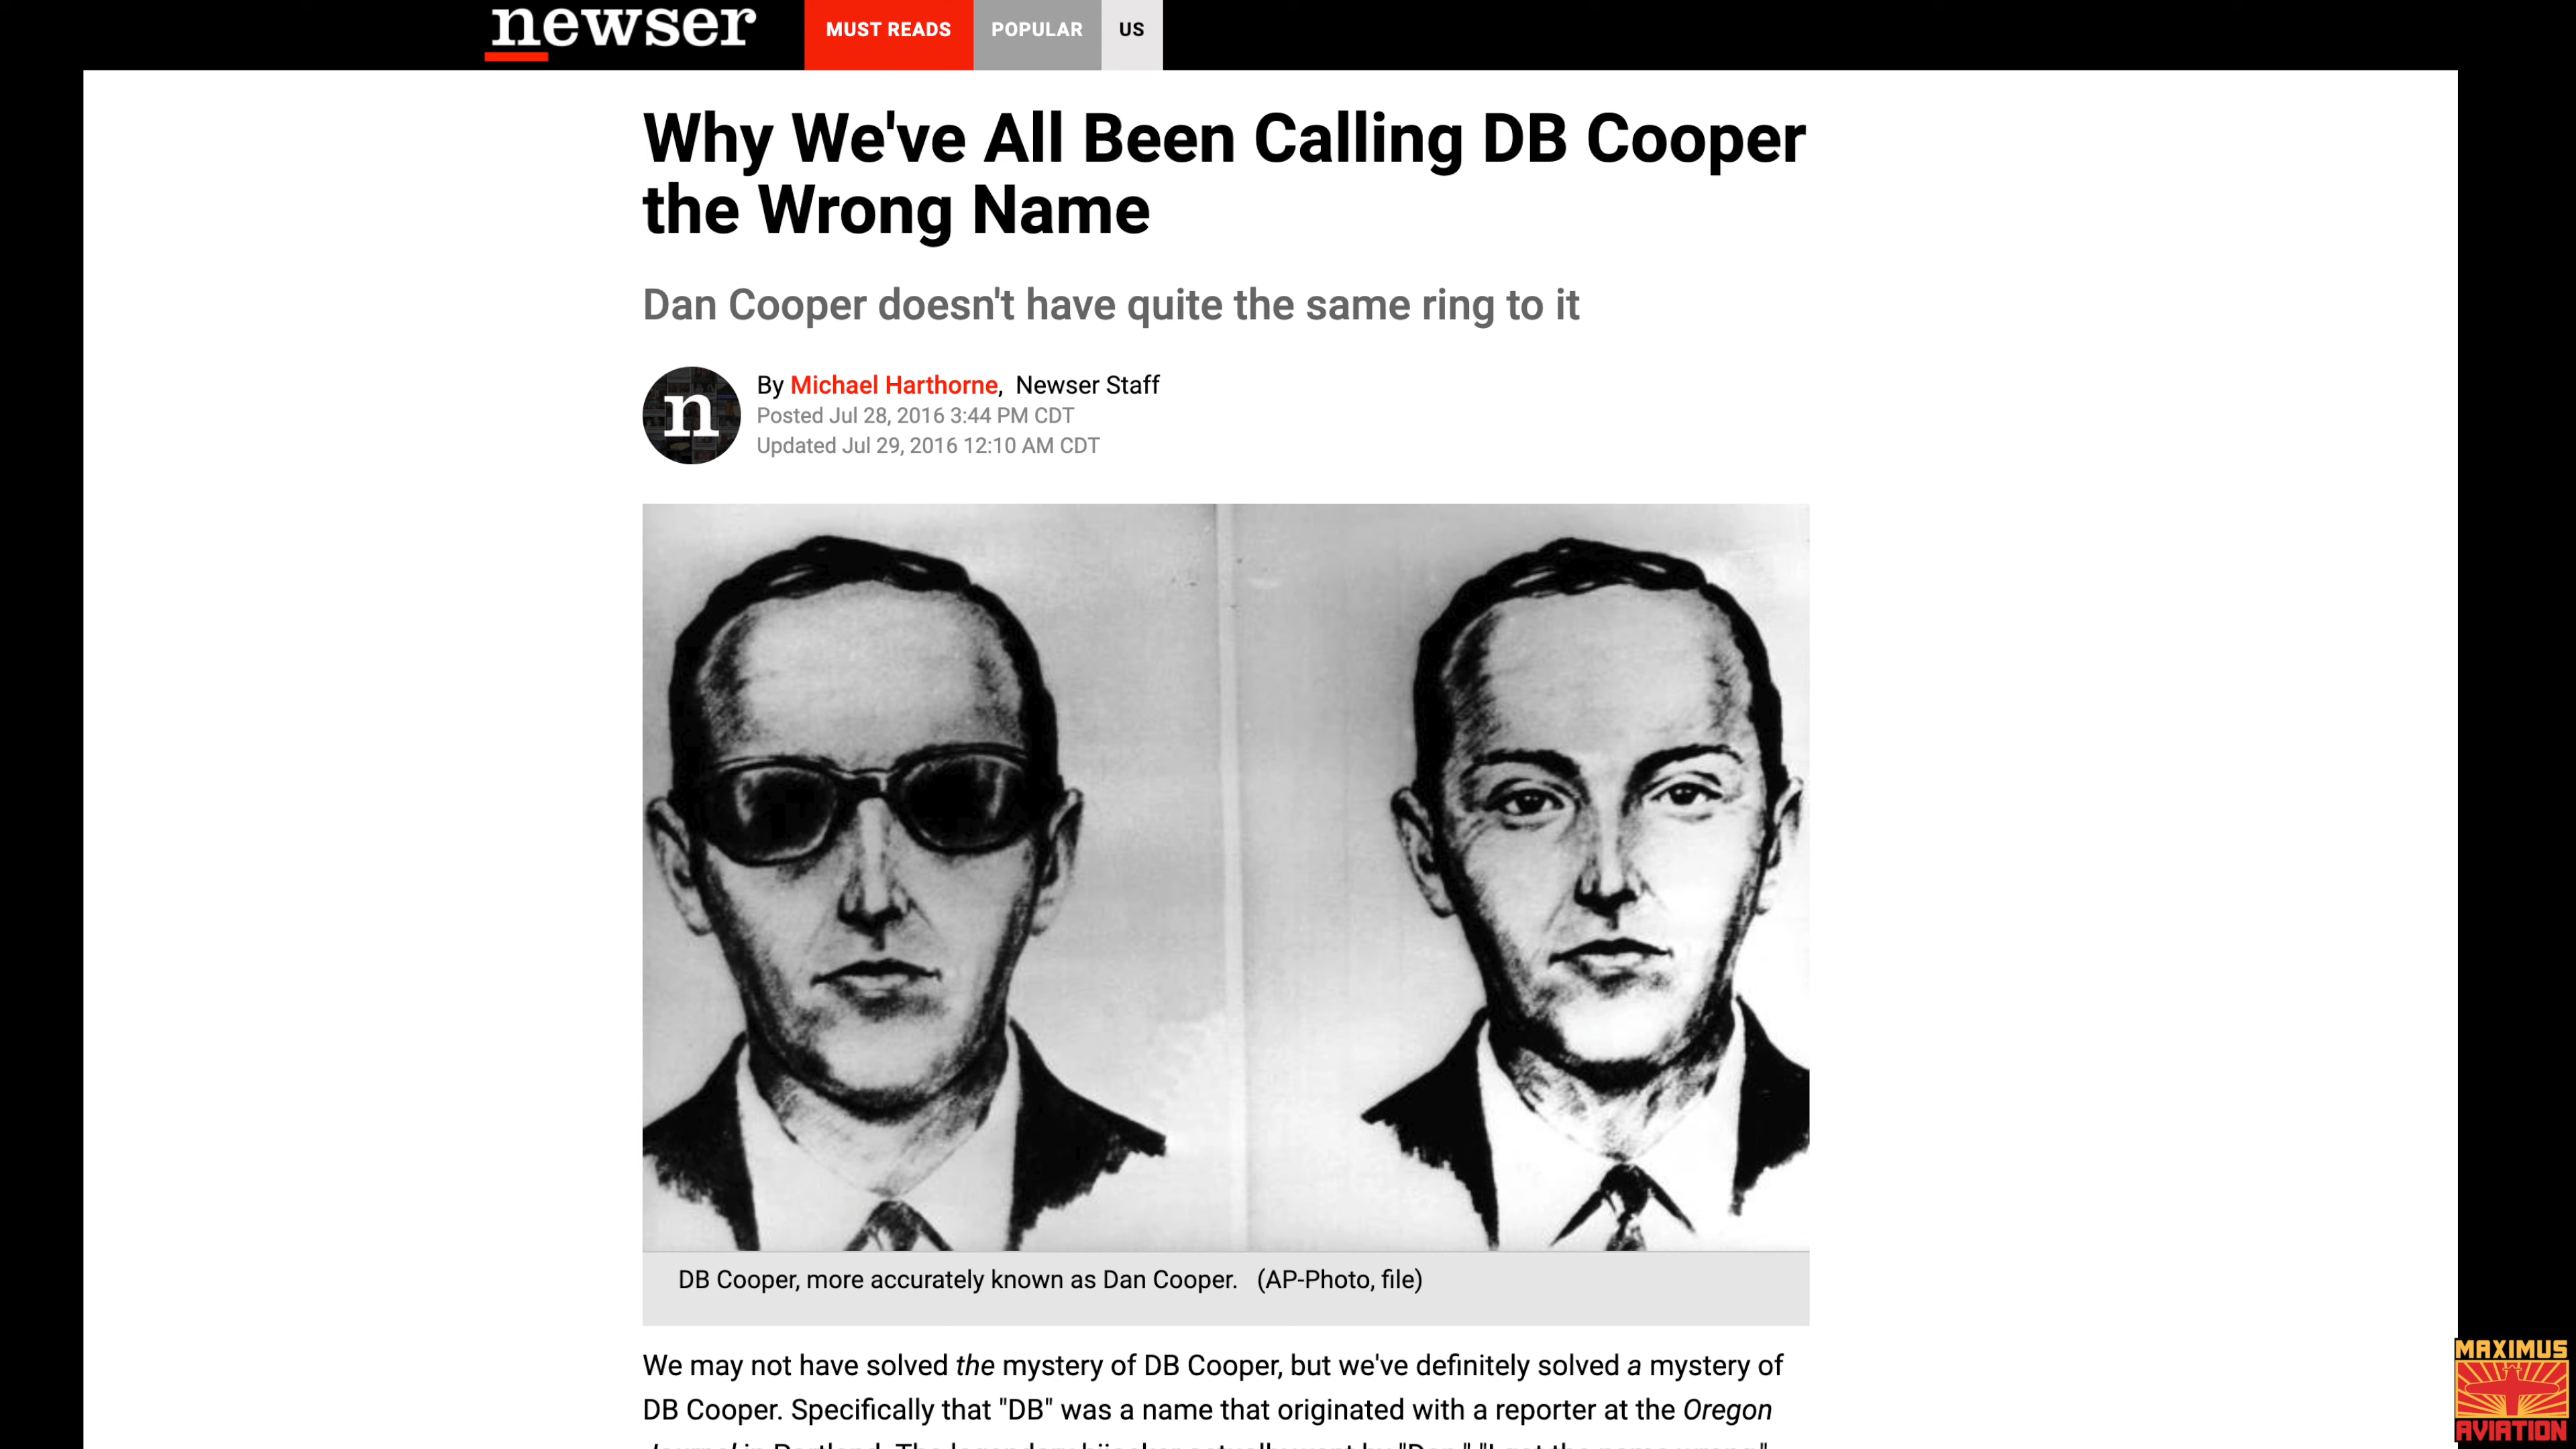 newser
MUST READS
POPULAR
US
Why We've All Been Calling DB Cooper
the Wrong Name
Dan Cooper doesn't have quite the same ring to it
n
By Michael Harthorne, Newser Staff
Posted Jul 28, 2016 3:44 PM CDT
Updated Jul 29, 2016 12:10 AM CDT
DB Cooper, more accurately known as Dan Cooper. (AP-Photo, file)
We may not have solved the mystery of DB Cooper, but we've definitely solved a mystery of
DB Cooper. Specifically that "DB" was a name that originated with a reporter at the Oregon
MAXIMUS
AVIATION